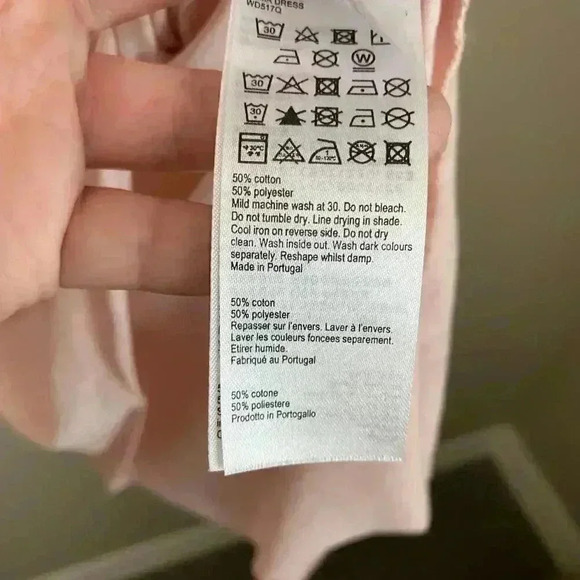 DRESS
WD517Q
30
W
30
30
50% cotton
50% polyester
Mild machine wash at 30. Do not bleach.
Do not tumble dry. Line drying in shade.
Cool iron on reverse side. Do not dry
clean. Wash inside out. Wash dark colours
separately. Reshape whilst damp.
Made in Portugal
50% coton
50% polyester
Repasser sur l'envers. Laver à l'envers.
Laver les couleurs foncees separement.
Etirer humide.
Fabriqué au Portugal
50% cotone
50% poliestere
Prodotto in Portogallo